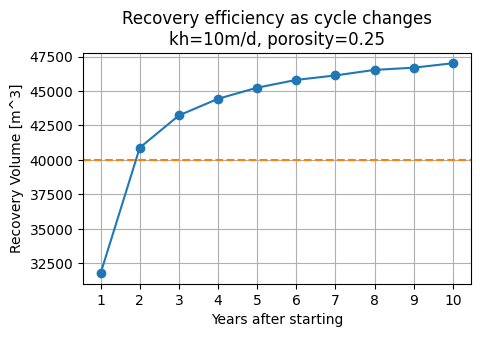 Recovery efficiency as cycle changes
kh=10m/d, porosity=0.25
47500
45000
42500
40000
37500
35000
32500
Recovery Volume [m^3]
1 2 3 4 5 6 7 8 9 10
Years after starting